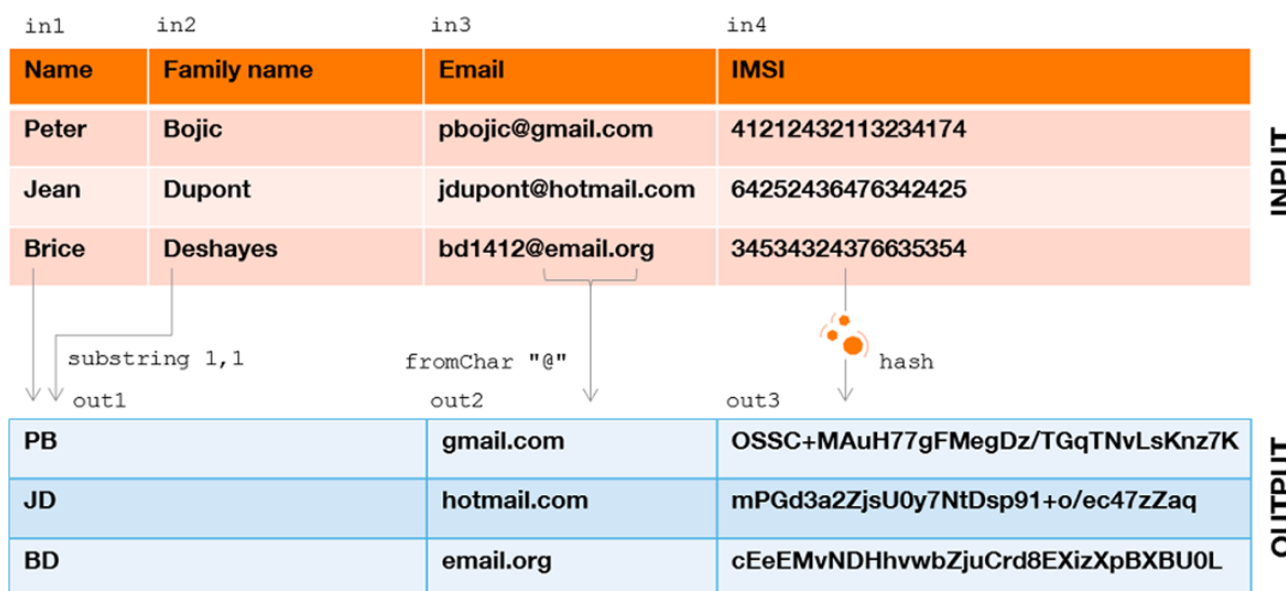 in1 in2 in3 in4
Name Family name Email IMSI
Peter Bojic pbojic@gmail.com 41212432113234174
Jean Dupont jdupont@hotmail.com 64252436476342425
Brice Deshayes bd1412@email.org 34534324376635354
INPUT
substring 1,1 fromChar "@" hash
out1 out2 out3
PB gmail.com OSSC+MAuH77gFMegDz/TGqTNvLsKnz7K
JD hotmail.com mPGd3a2ZjsU0y7NtDsp91+o/ec47zZaq
BD email.org cEeEMvNDHhvwbZjuCrd8EXizXpBXBU0L
OUTPUT